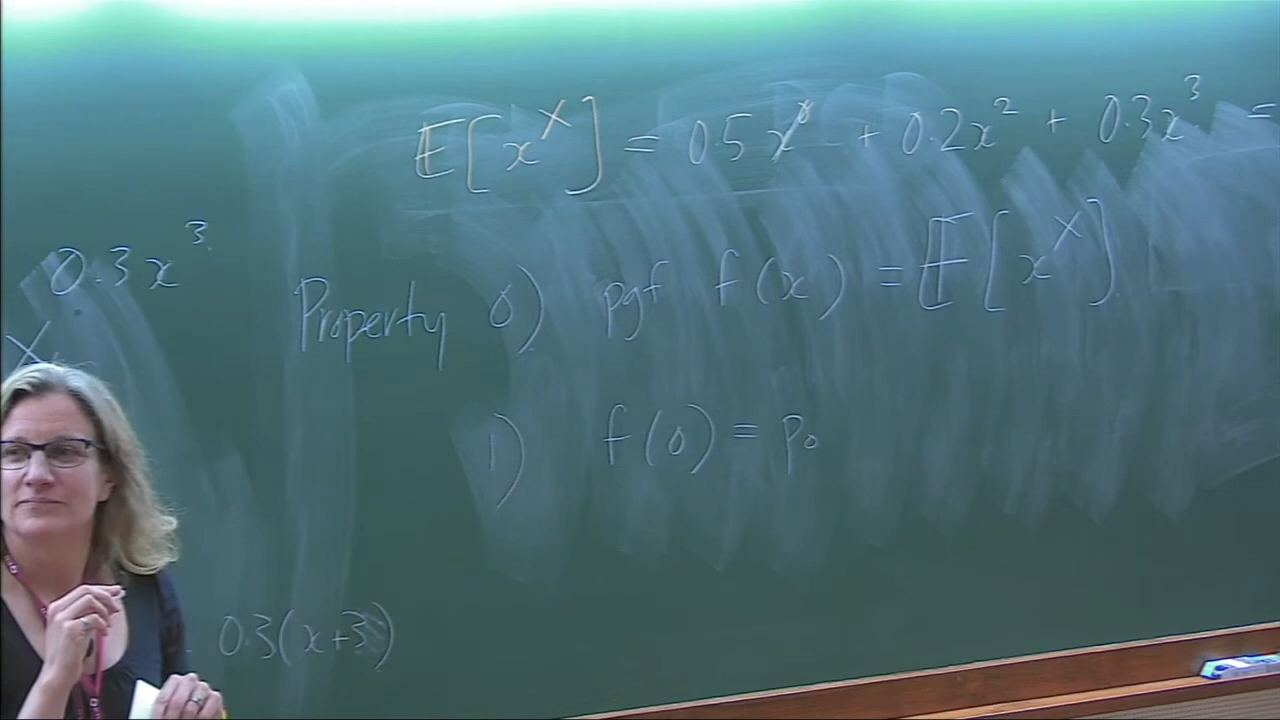 E[x^X] = 0.5x^0 + 0.2x^2 + 0.3x^3 =
0.3x^3
Property 0) pgf f(x) = E[x^X]
X
1) f(0) = p₀
0.3(x+3)